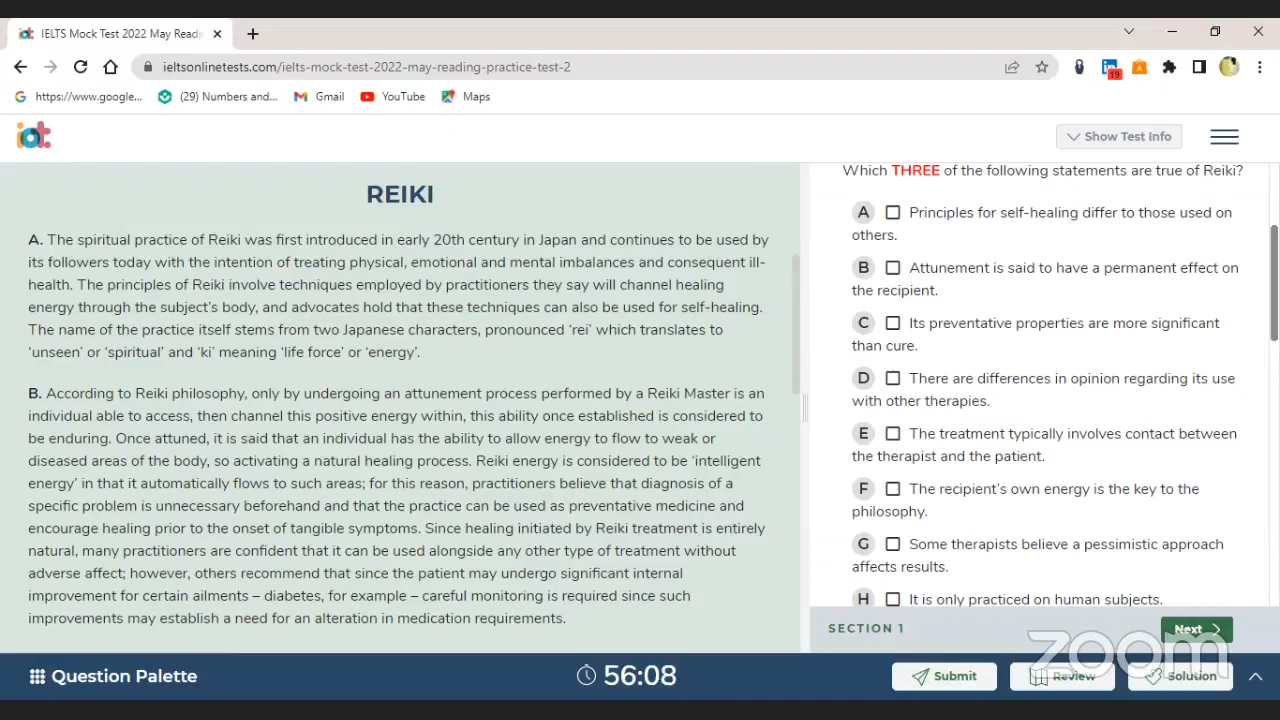 IELTS Mock Test 2022 May Readi
ieltsonlinetests.com/ielts-mock-test-2022-may-reading-practice-test-2
19
https://www.google... (29) Numbers and... Gmail YouTube Maps
iot. Show Test Info
REIKI
A. The spiritual practice of Reiki was first introduced in early 20th century in Japan and continues to be used by
its followers today with the intention of treating physical, emotional and mental imbalances and consequent ill-
health. The principles of Reiki involve techniques employed by practitioners they say will channel healing
energy through the subject's body, and advocates hold that these techniques can also be used for self-healing.
The name of the practice itself stems from two Japanese characters, pronounced ‘rei’ which translates to
‘unseen’ or ‘spiritual’ and ‘ki’ meaning ‘life force’ or ‘energy’.
B. According to Reiki philosophy, only by undergoing an attunement process performed by a Reiki Master is an
individual able to access, then channel this positive energy within, this ability once established is considered to
be enduring. Once attuned, it is said that an individual has the ability to allow energy to flow to weak or
diseased areas of the body, so activating a natural healing process. Reiki energy is considered to be ‘intelligent
energy’ in that it automatically flows to such areas; for this reason, practitioners believe that diagnosis of a
specific problem is unnecessary beforehand and that the practice can be used as preventative medicine and
encourage healing prior to the onset of tangible symptoms. Since healing initiated by Reiki treatment is entirely
natural, many practitioners are confident that it can be used alongside any other type of treatment without
adverse affect; however, others recommend that since the patient may undergo significant internal
improvement for certain ailments – diabetes, for example – careful monitoring is required since such
improvements may establish a need for an alteration in medication requirements.
Which THREE of the following statements are true of Reiki?
A Principles for self-healing differ to those used on
others.
B Attunement is said to have a permanent effect on
the recipient.
C Its preventative properties are more significant
than cure.
D There are differences in opinion regarding its use
with other therapies.
E The treatment typically involves contact between
the therapist and the patient.
F The recipient's own energy is the key to the
philosophy.
G Some therapists believe a pessimistic approach
affects results.
H It is only practiced on human subjects.
SECTION 1 Next
Question Palette 56:08 Submit Review Solution
zoom